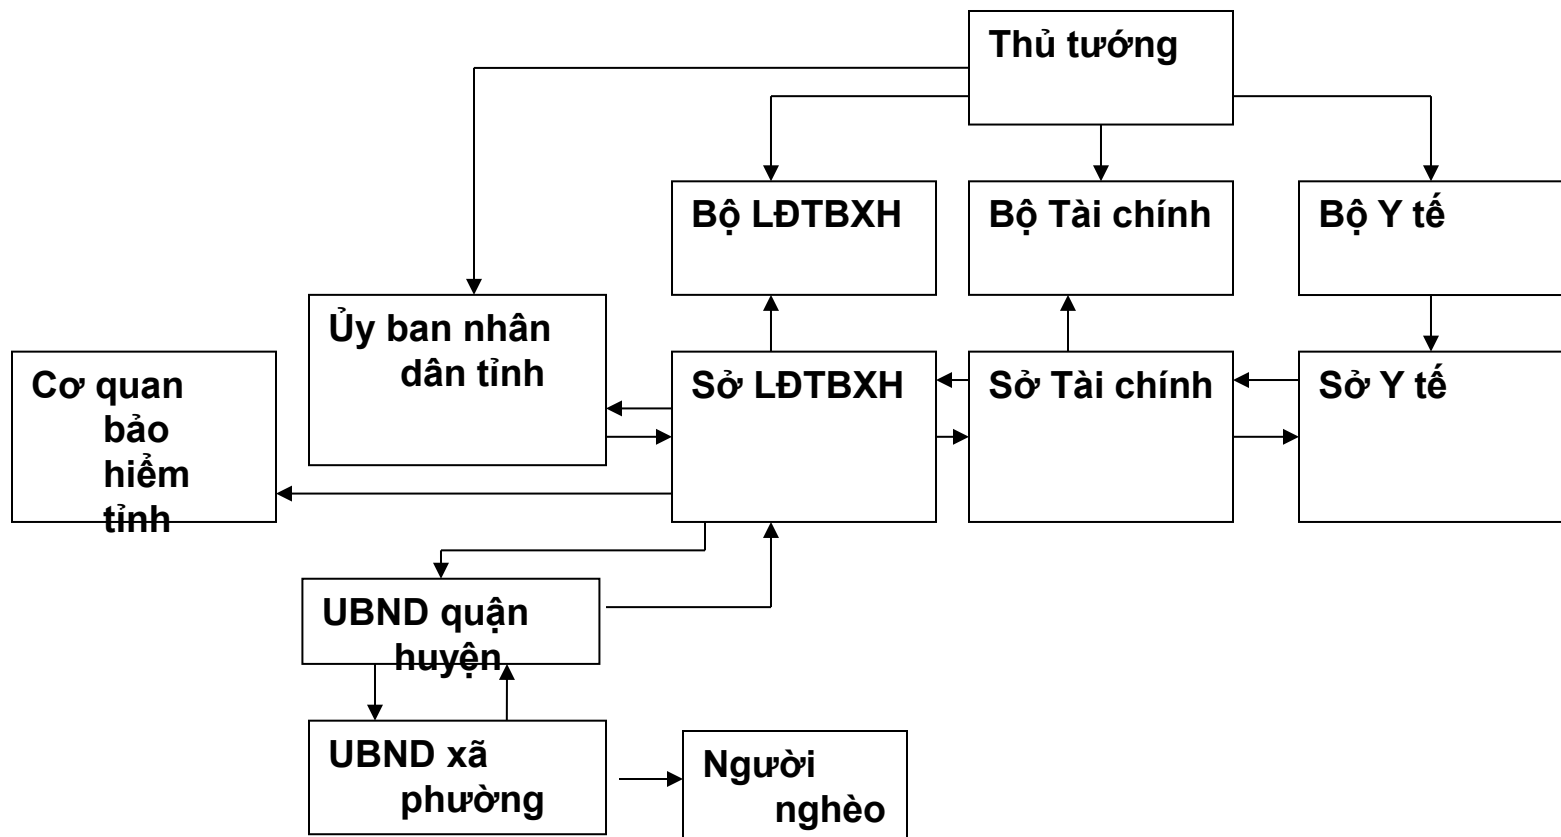 Thủ tướng
Bộ LĐTBXH
Bộ Tài chính
Bộ Y tế
Ủy ban nhân
dân tỉnh
Cơ quan
bảo
hiểm
tỉnh
Sở LĐTBXH
Sở Tài chính
Sở Y tế
UBND quận
huyện
UBND xã
phường
Người
nghèo